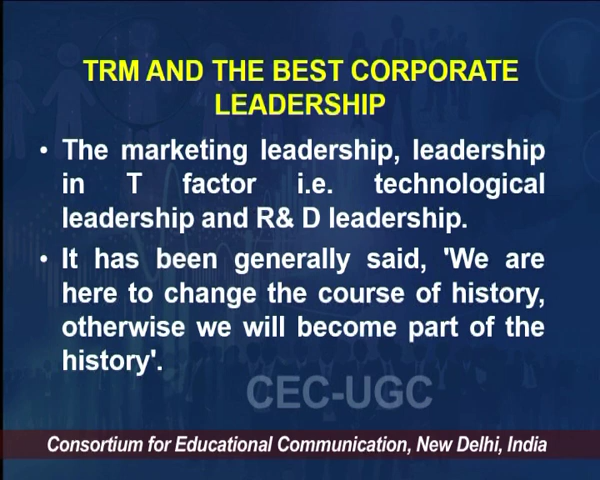 TRM AND THE BEST CORPORATE
LEADERSHIP
• The marketing leadership, leadership
in T factor i.e. technological
leadership and R& D leadership.
• It has been generally said, 'We are
here to change the course of history,
otherwise we will become part of the
history'.
CEC-UGC
Consortium for Educational Communication, New Delhi, India